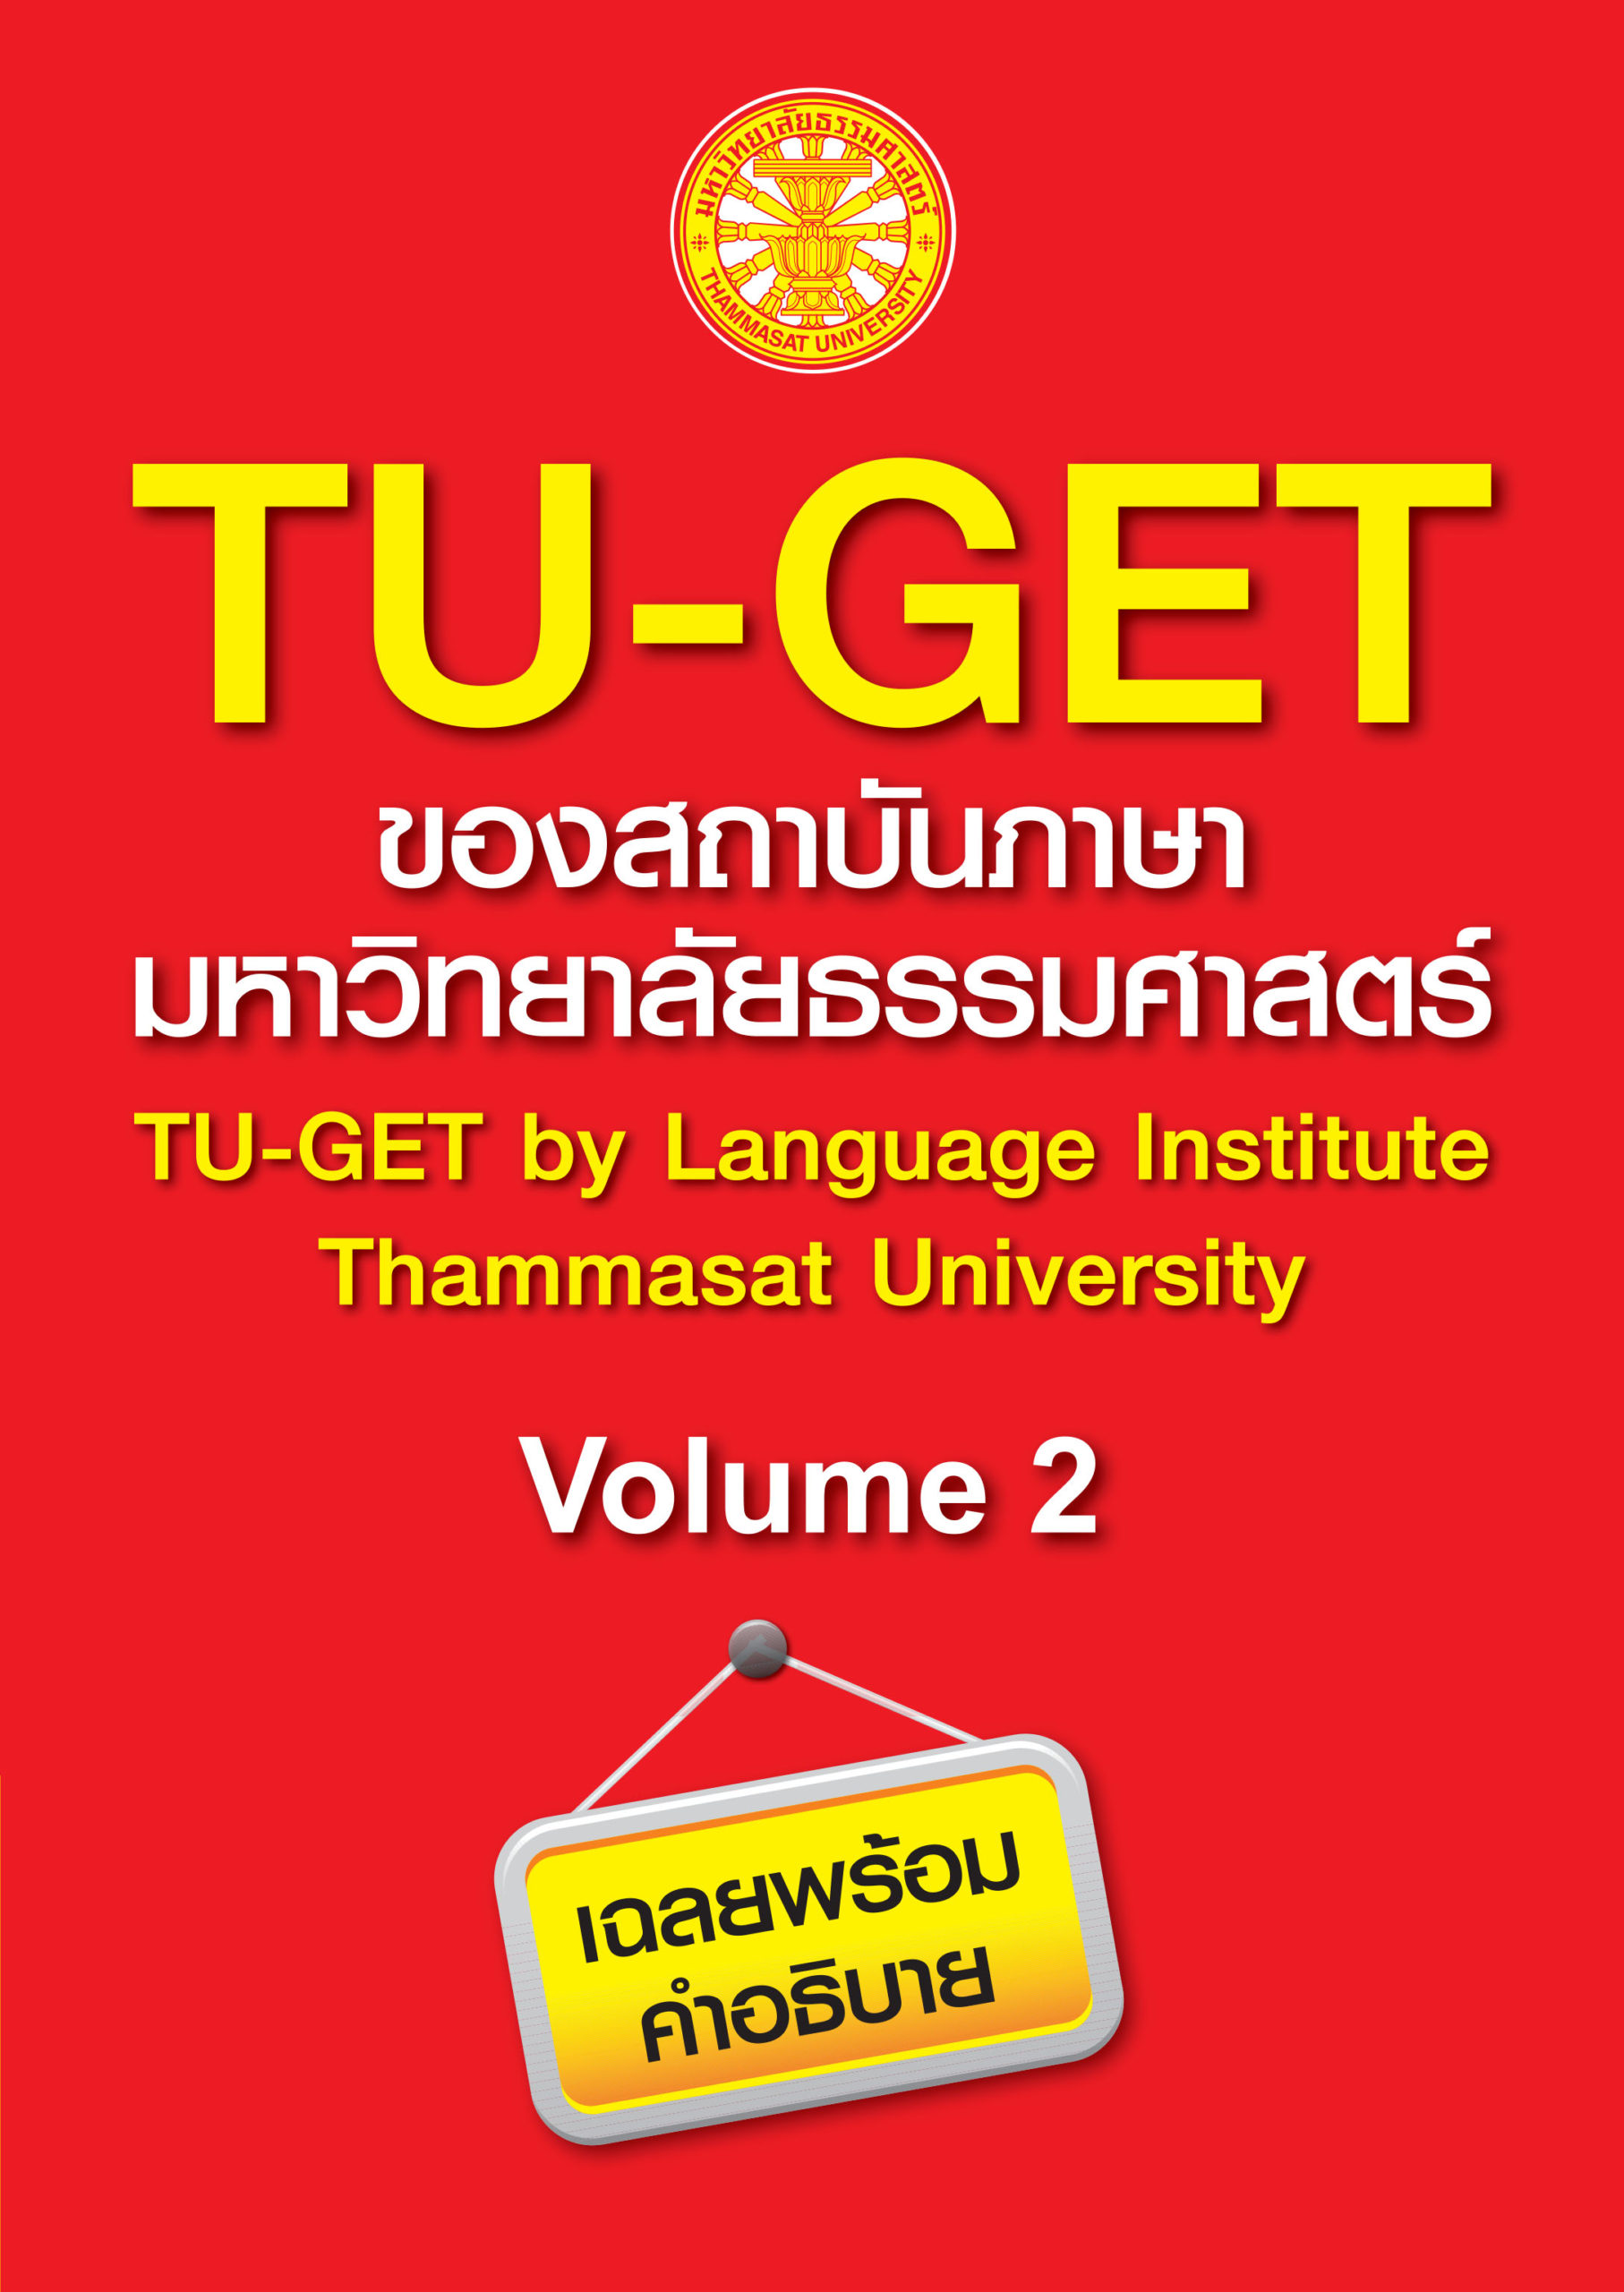 มหาวิทยาลัยธรรมศาสตร์
THAMMASAT UNIVERSITY
TU-GET
ของสถาบันภาษา
มหาวิทยาลัยธรรมศาสตร์
TU-GET by Language Institute
Thammasat University
Volume 2
เฉลยพร้อม
คำอธิบาย